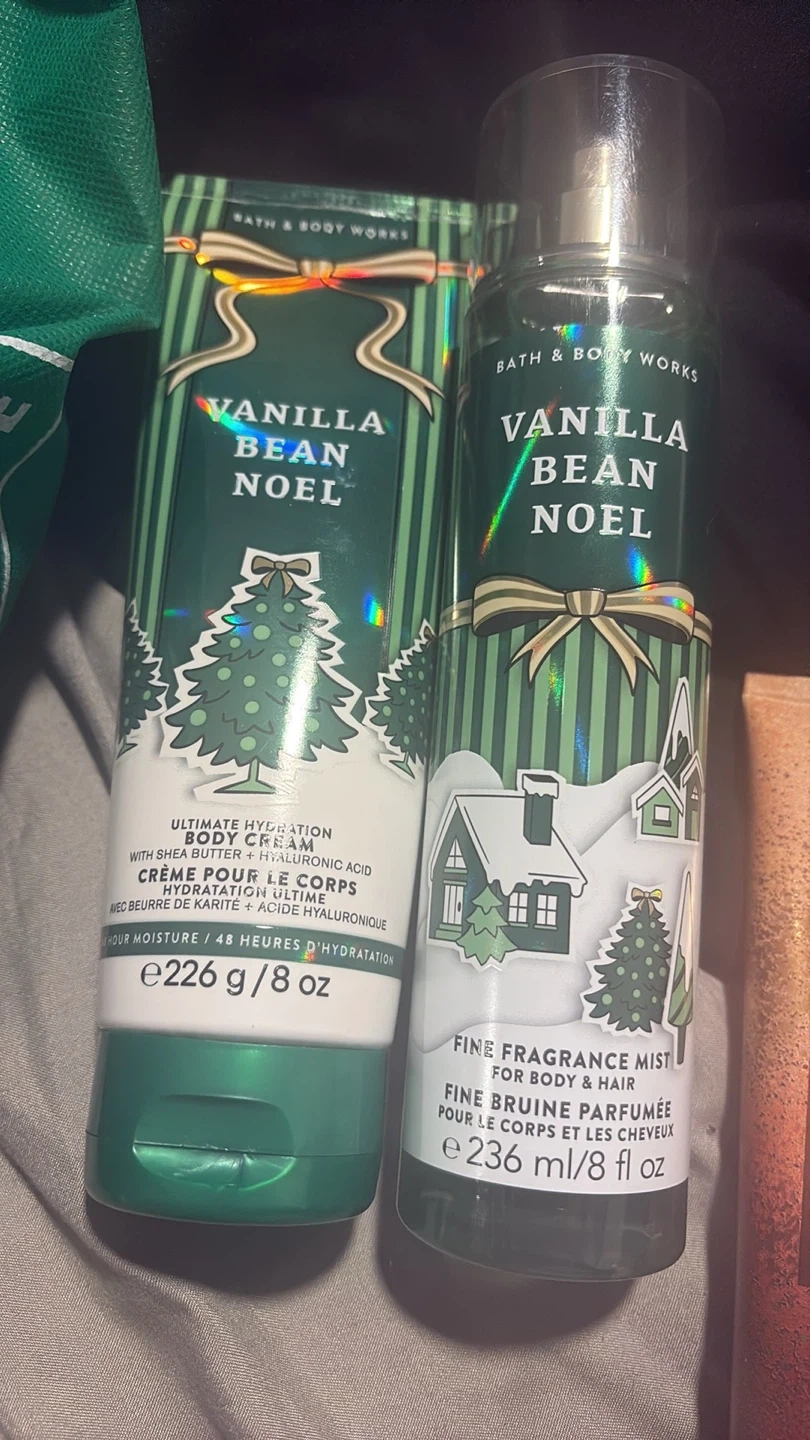 BATH & BODY WORKS
VANILLA
BEAN
NOEL
ULTIMATE HYDRATION
BODY CREAM
WITH SHEA BUTTER + HYALURONIC ACID
CRÈME POUR LE CORPS
HYDRATATION ULTIME
AVEC BEURRE DE KARITÉ + ACIDE HYALURONIQUE
HOUR MOISTURE / 48 HEURES D'HYDRATATION
e226 g/8 oz
BATH & BODY WORKS
VANILLA
BEAN
NOEL
FINE FRAGRANCE MIST
FOR BODY & HAIR
FINE BRUINE PARFUMÉE
POUR LE CORPS ET LES CHEVEUX
e236 ml/8 fl oz